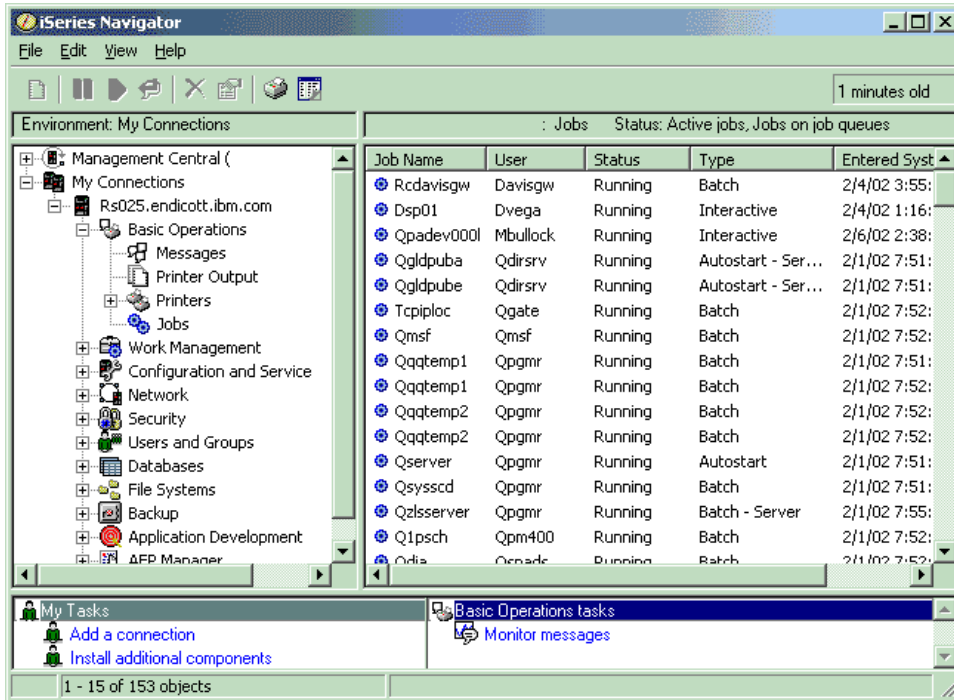 iSeries Navigator
File Edit View Help
1 minutes old
Environment: My Connections
: Jobs Status: Active jobs, Jobs on job queues
Management Central (
My Connections
Rs025.endicott.ibm.com
Basic Operations
Messages
Printer Output
Printers
Jobs
Work Management
Configuration and Service
Network
Security
Users and Groups
Databases
File Systems
Backup
Application Development
AFP Manager
Job Name User Status Type Entered Syst
Rcdavisgw Davisgw Running Batch 2/4/02 3:55:
Dsp01 Dvega Running Interactive 2/4/02 1:16:
Qpadev000l Mbullock Running Interactive 2/6/02 2:38:
Qgldpuba Qdirsrv Running Autostart - Ser... 2/1/02 7:51:
Qgldpube Qdirsrv Running Autostart - Ser... 2/1/02 7:51:
Tcpiploc Qgate Running Batch 2/1/02 7:52:
Qmsf Qmsf Running Batch 2/1/02 7:52:
Qqqtemp1 Qpgmr Running Batch 2/1/02 7:51:
Qqqtemp1 Qpgmr Running Batch 2/1/02 7:52:
Qqqtemp2 Qpgmr Running Batch 2/1/02 7:52:
Qqqtemp2 Qpgmr Running Batch 2/1/02 7:52:
Qserver Qpgmr Running Autostart 2/1/02 7:51:
Qsysscd Qpgmr Running Batch 2/1/02 7:51:
Qzlsserver Qpgmr Running Batch - Server 2/1/02 7:55:
Q1psch Qpm400 Running Batch 2/1/02 7:52:
Qdia Qsnads Running Batch 2/1/02 7:52:
My Tasks
Add a connection
Install additional components
Basic Operations tasks
Monitor messages
1 - 15 of 153 objects